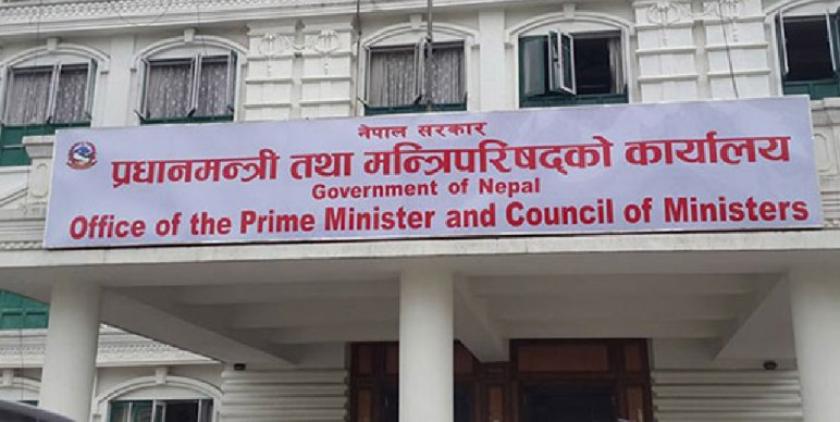 नेपाल सरकार
प्रधानमन्त्री तथा मन्त्रिपरिषद्को कार्यालय
Government of Nepal
Office of the Prime Minister and Council of Ministers